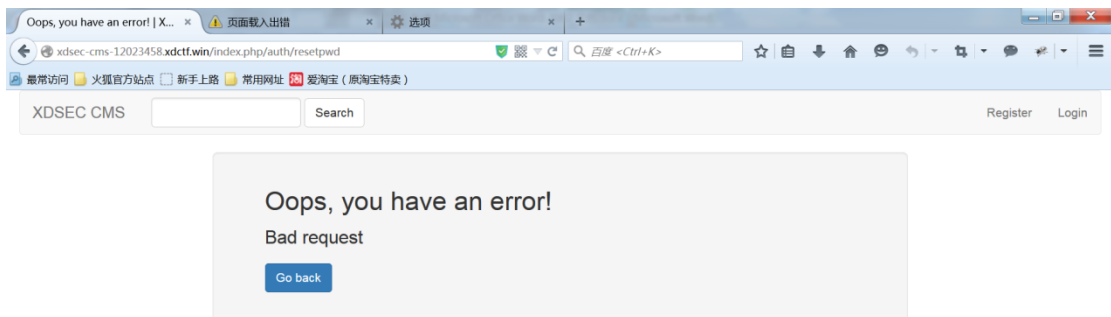 Oops, you have an error! | X...
页面载入出错
选项
xdsec-cms-12023458.xdctf.win/index.php/auth/resetpwd
百度 <Ctrl+K>
最常访问 火狐官方站点 新手上路 常用网址 爱淘宝（原淘宝特卖）
XDSEC CMS Search Register Login
Oops, you have an error!
Bad request
Go back